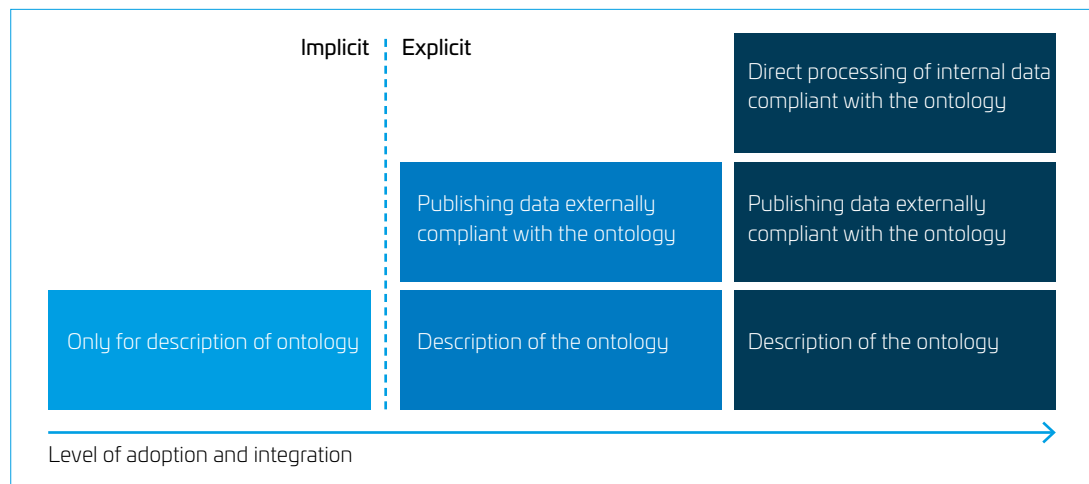 Implicit
Explicit
Direct processing of internal data
compliant with the ontology
Publishing data externally
compliant with the ontology
Publishing data externally
compliant with the ontology
Only for description of ontology
Description of the ontology
Description of the ontology
Level of adoption and integration